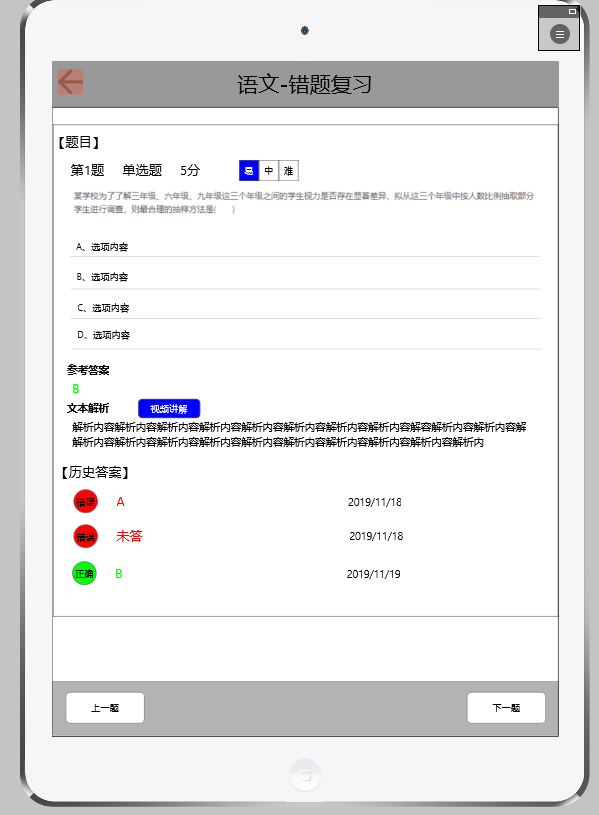 语文-错题复习
【题目】
第1题 单选题 5分 易 中 难
某学校为了了解三年级、六年级、九年级这三个年级之间的学生视力是否存在显著差异，拟从这三个年级中按人数比例抽取部分
学生进行调查，则最合理的抽样方法是( )
A、选项内容
B、选项内容
C、选项内容
D、选项内容
参考答案
B
文本解析 视频讲解
解析内容解析内容解析内容解析内容解析内容解析内容解析内容解析内容解容解析内容解析内容解
解析内容解析内容解析内容解析内容解析内容解析内容解析内容解析内容解析内容解析内
【历史答案】
错误 A 2019/11/18
错误 未答 2019/11/18
正确 B 2019/11/19
上一题 下一题